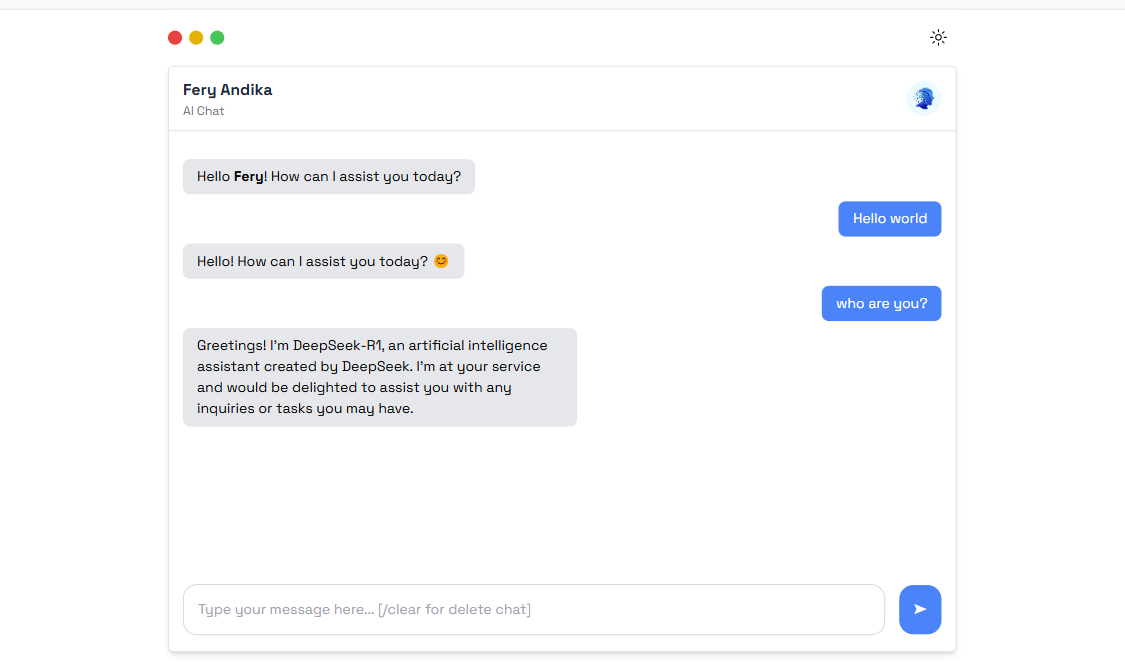 Fery Andika
AI Chat
Hello Fery! How can I assist you today?
Hello world
Hello! How can I assist you today? 😊
who are you?
Greetings! I'm DeepSeek-R1, an artificial intelligence
assistant created by DeepSeek. I'm at your service
and would be delighted to assist you with any
inquiries or tasks you may have.
Type your message here... [/clear for delete chat]